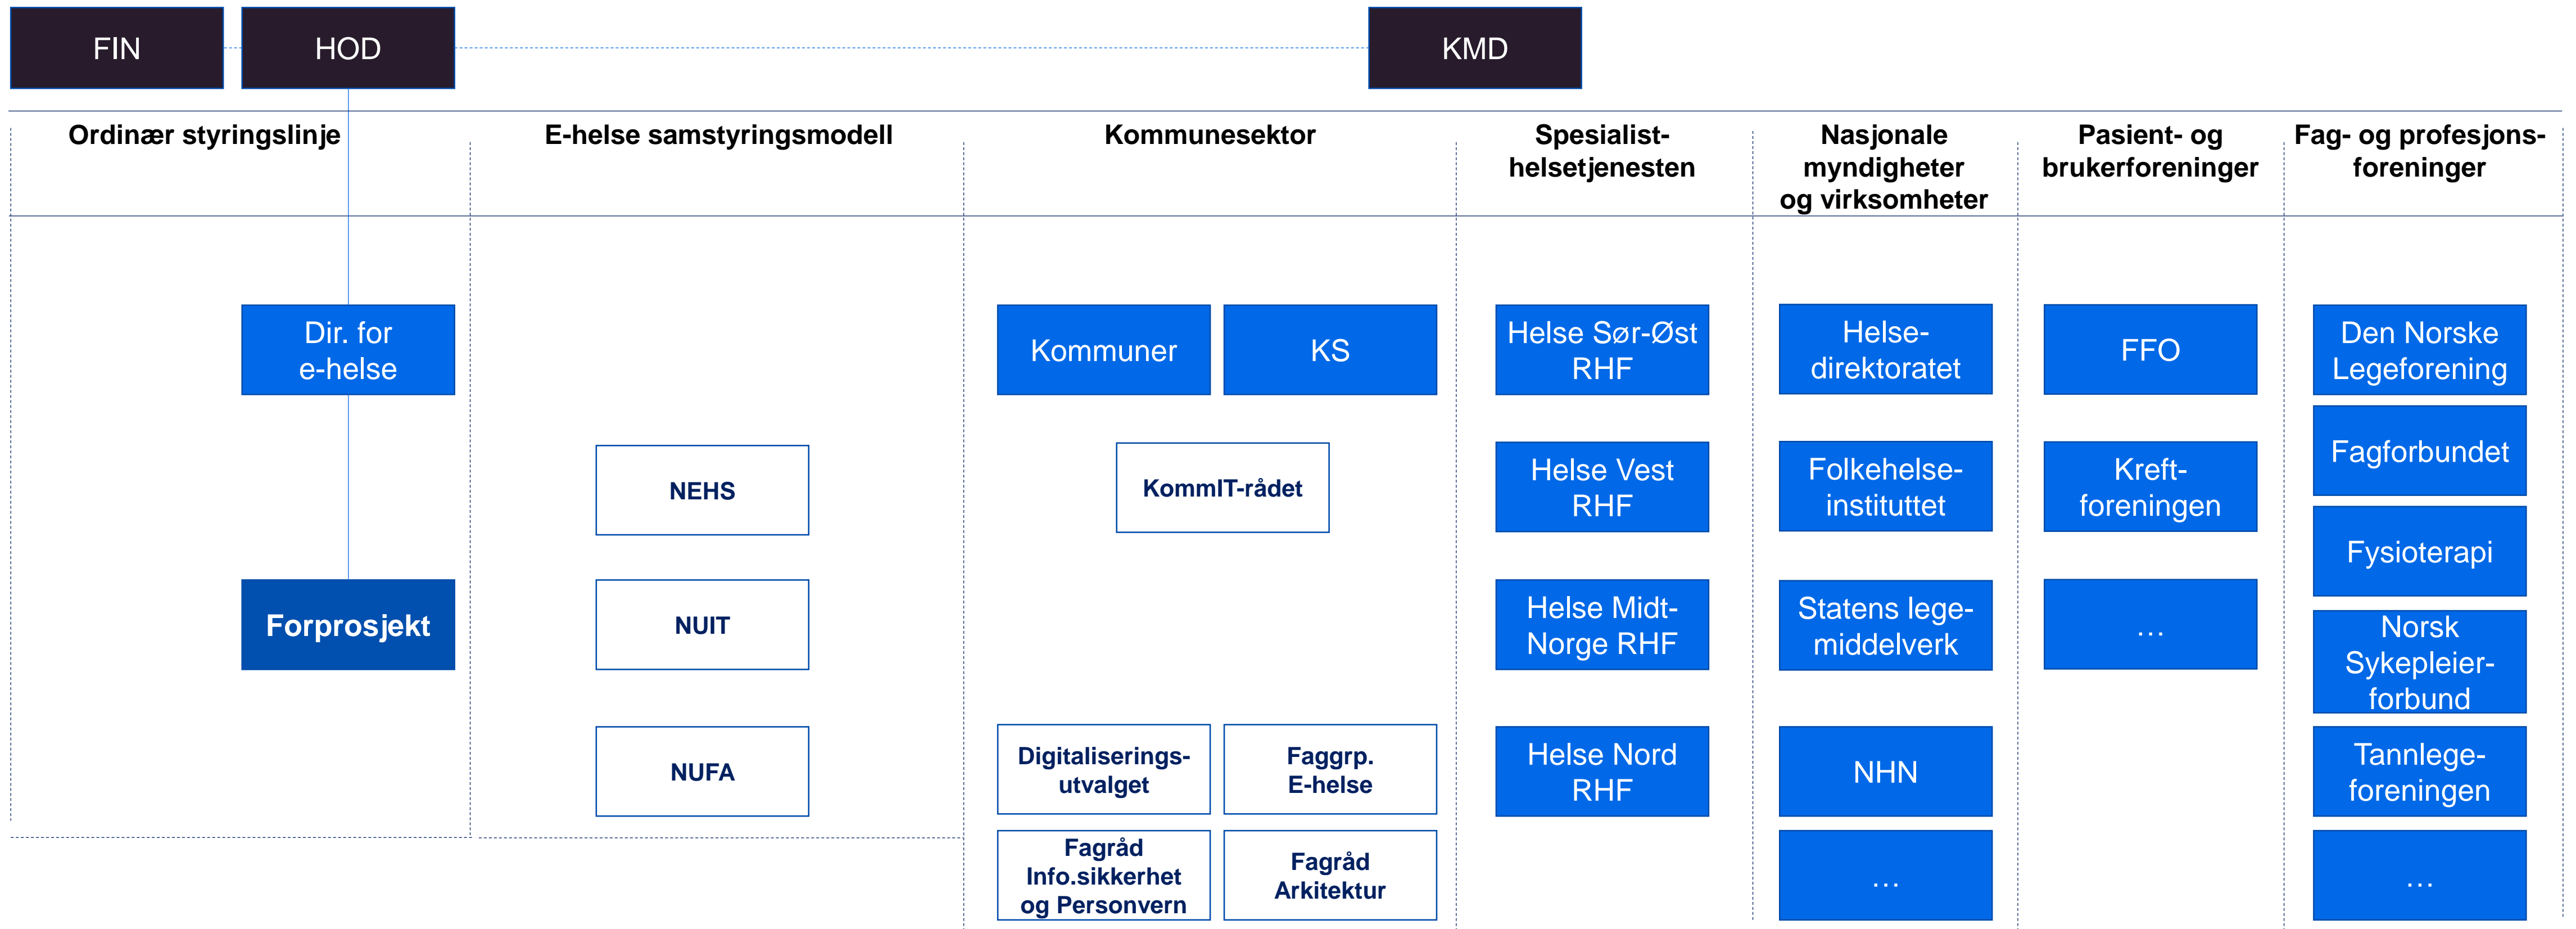 FIN
HOD
KMD
Ordinær styringslinje
E-helse samstyringsmodell
Kommunesektor
Spesialist-
helsetjenesten
Nasjonale
myndigheter
og virksomheter
Pasient- og
brukerforeninger
Fag- og profesjons-
foreninger
Dir. for
e-helse
Forprosjekt
NEHS
NUIT
NUFA
Kommuner
KS
KommIT-rådet
Digitaliserings-
utvalget
Faggrp.
E-helse
Fagråd
Info.sikkerhet
og Personvern
Fagråd
Arkitektur
Helse Sør-Øst
RHF
Helse Vest
RHF
Helse Midt-
Norge RHF
Helse Nord
RHF
Helse-
direktoratet
Folkehelse-
instituttet
Statens lege-
middelverk
NHN
…
FFO
Kreft-
foreningen
…
Den Norske
Legeforening
Fagforbundet
Fysioterapi
Norsk
Sykepleier-
forbund
Tannlege-
foreningen
…